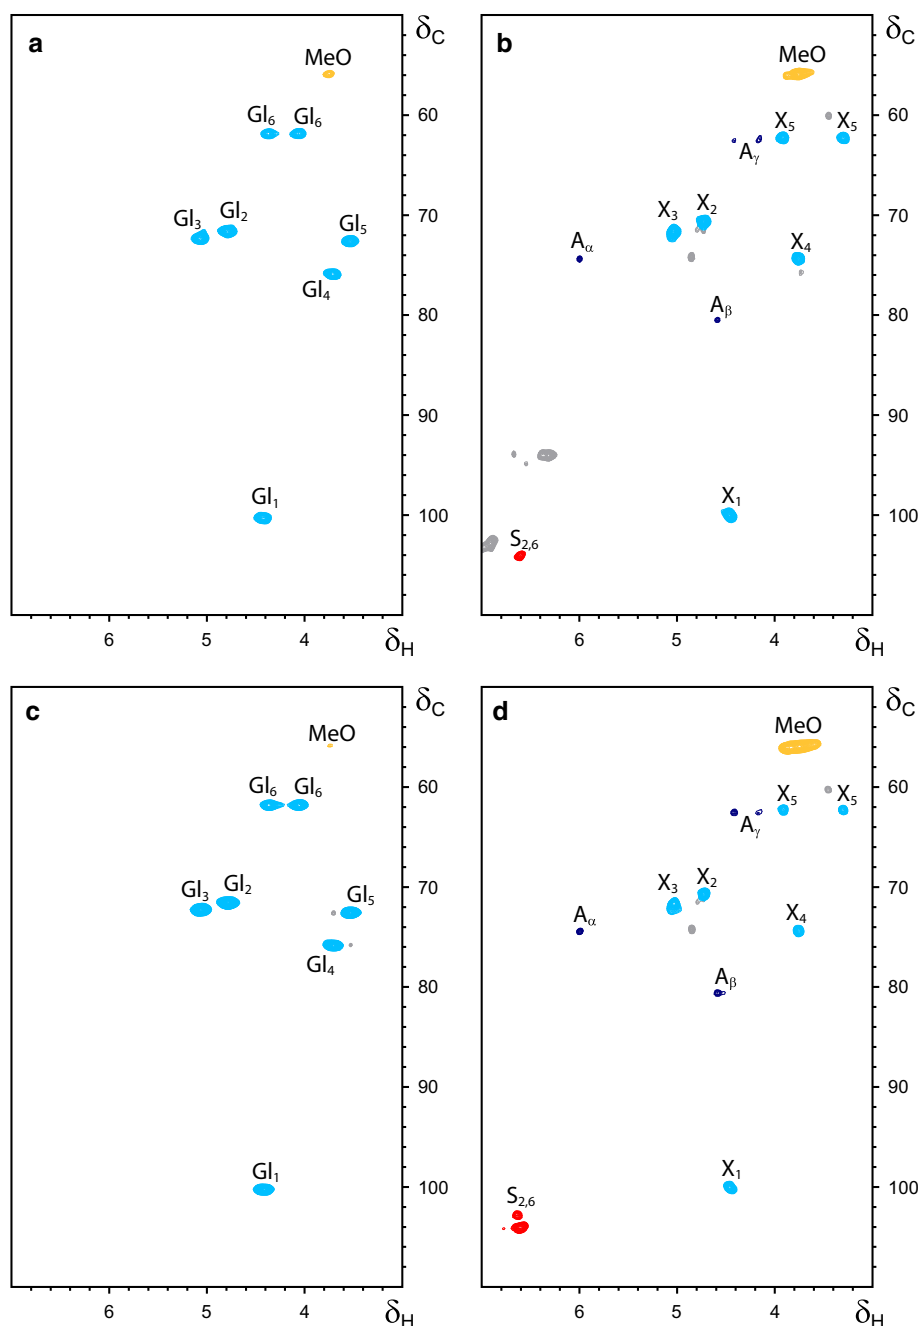 a
MeO
δC
Gl6 Gl6
60
Gl3 Gl2
Gl5
70
Gl4
80
90
Gl1
100
6 5 4 δH
b
MeO
δC
X5 X5
60
Aγ
X3 X2
70
Aα
X4
Aβ
80
90
X1
100
S2,6
6 5 4 δH
c
MeO
δC
Gl6 Gl6
60
Gl3 Gl2
Gl5
70
Gl4
80
90
Gl1
100
6 5 4 δH
d
MeO
δC
X5 X5
60
Aγ
X3 X2
70
Aα
X4
Aβ
80
90
X1
100
S2,6
6 5 4 δH